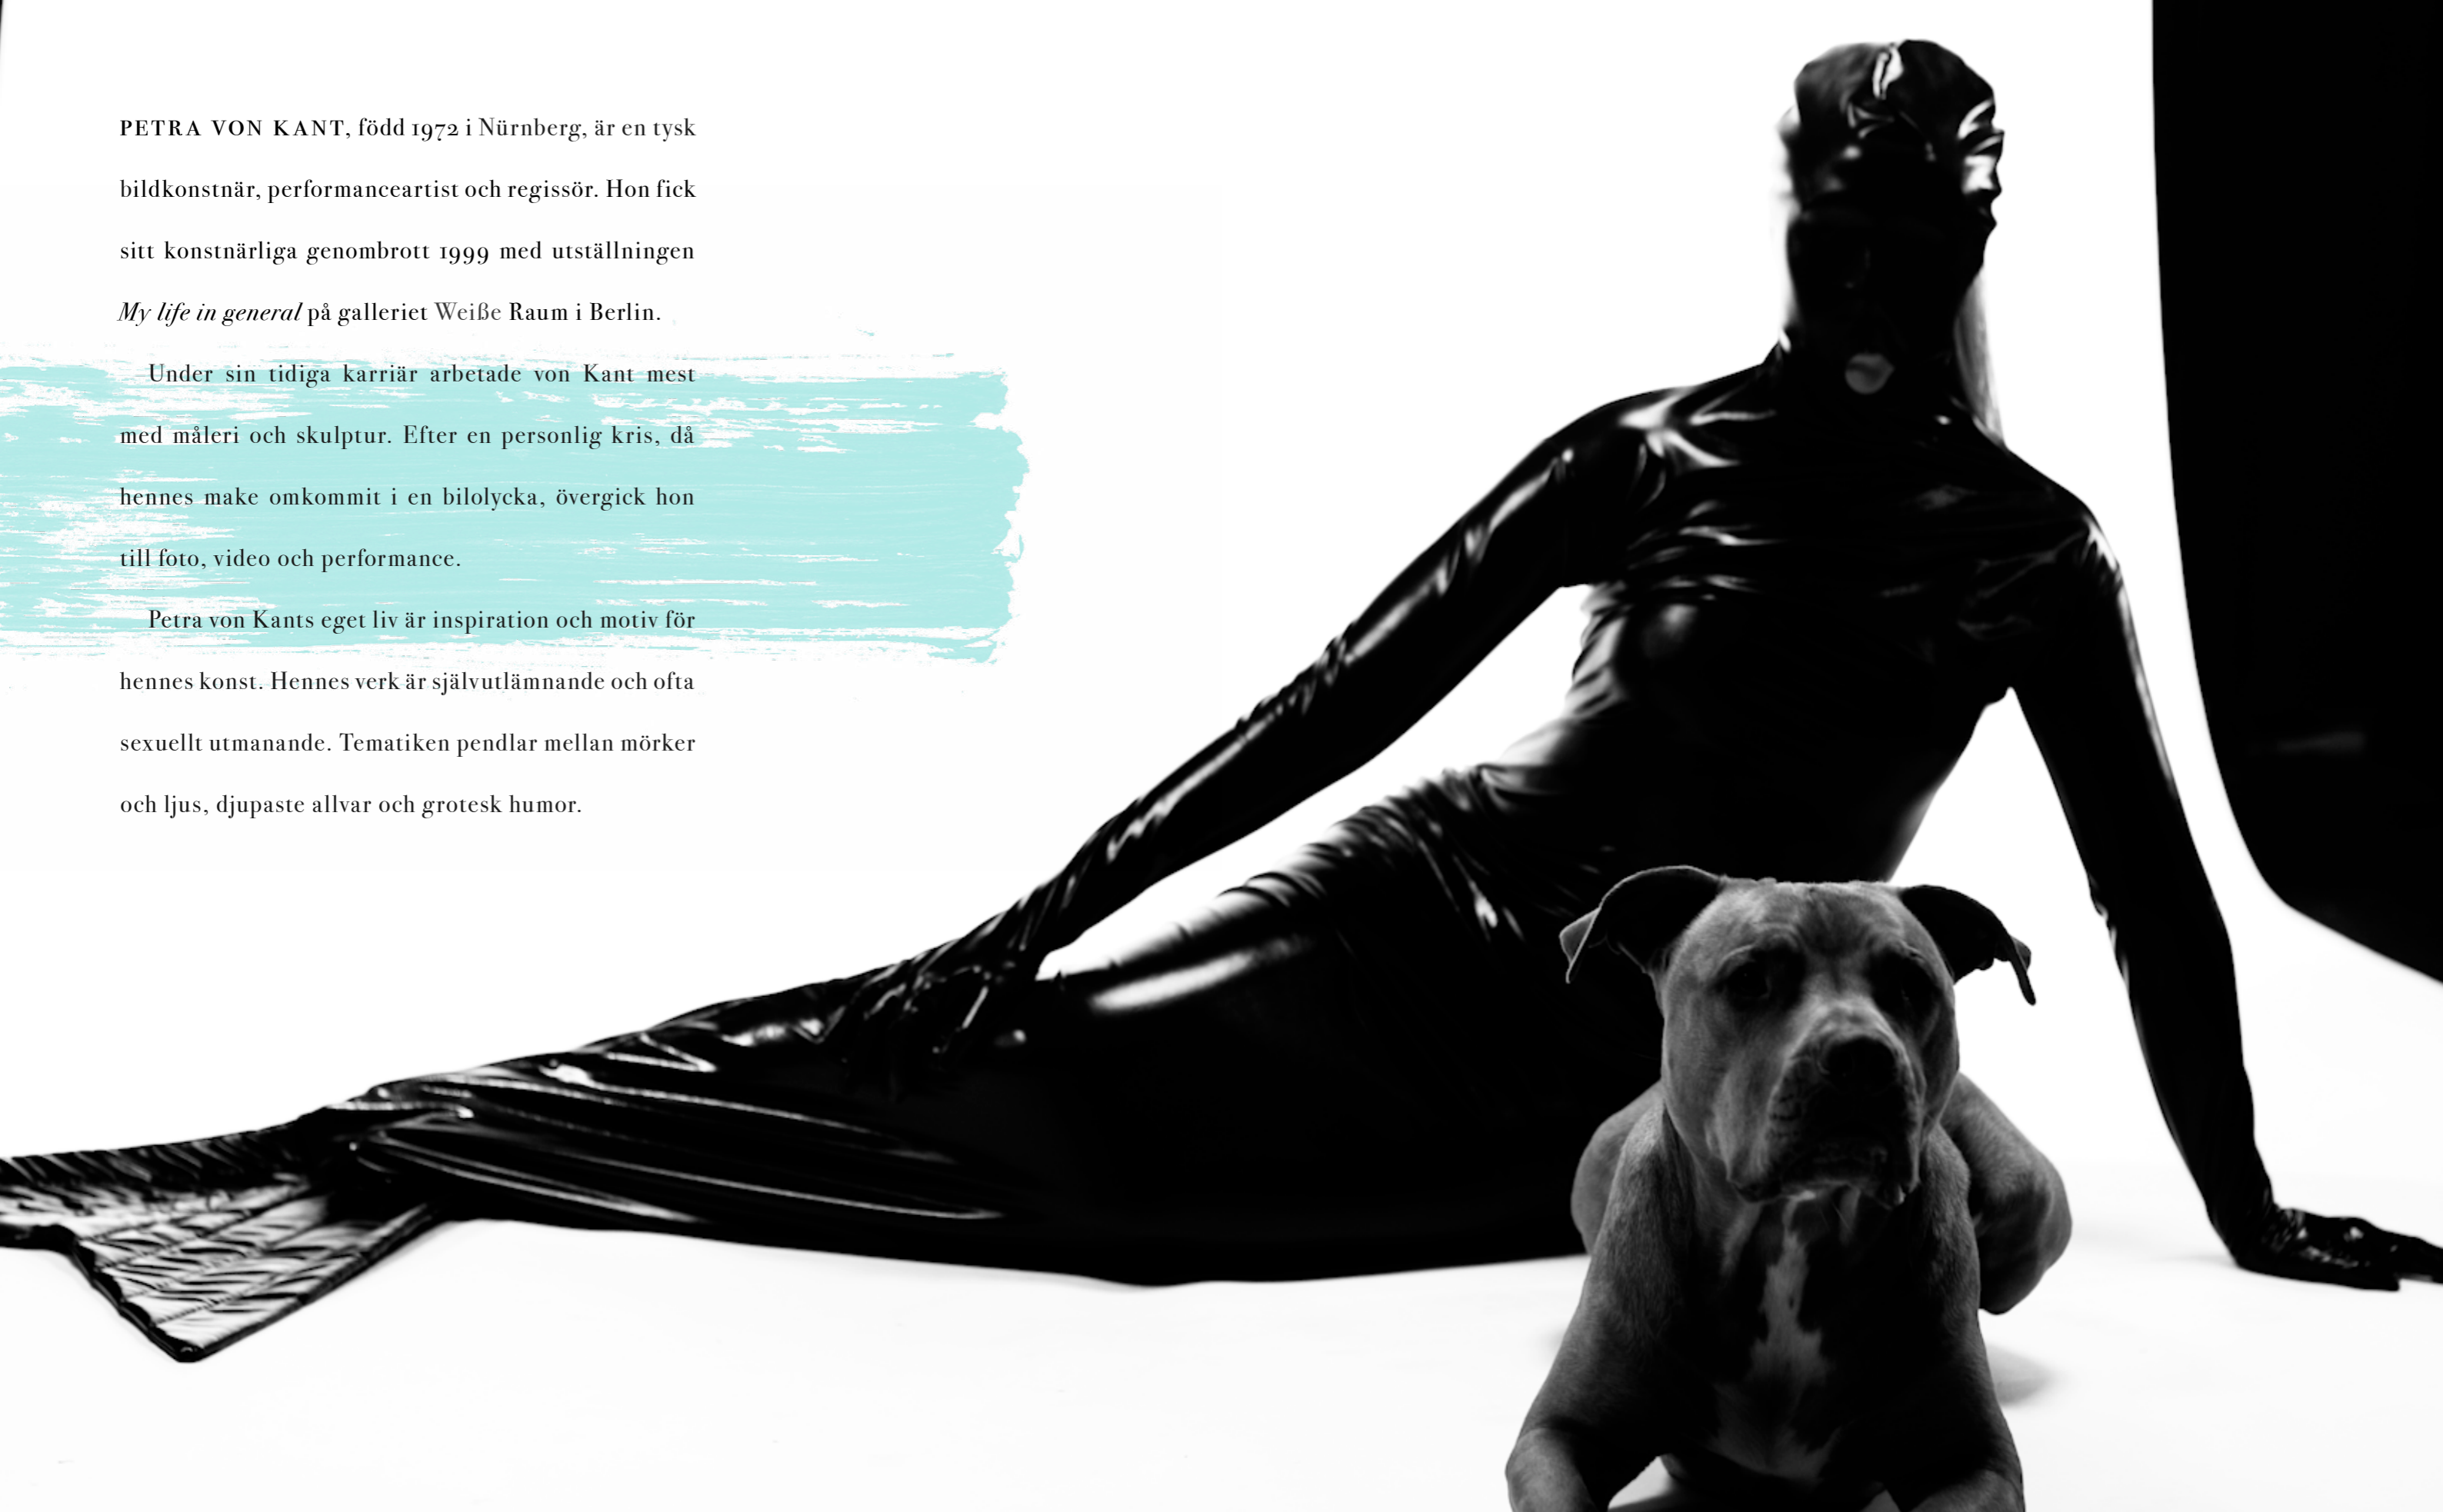 PETRA VON KANT, född 1972 i Nürnberg, är en tysk
bildkonstnär, performanceartist och regissör. Hon fick
sitt konstnärliga genombrott 1999 med utställningen
My life in general på galleriet Weiße Raum i Berlin.
Under sin tidiga karriär arbetade von Kant mest
med måleri och skulptur. Efter en personlig kris, då
hennes make omkommit i en bilolycka, övergick hon
till foto, video och performance.
Petra von Kants eget liv är inspiration och motiv för
hennes konst. Hennes verk är självutlämnande och ofta
sexuellt utmanande. Tematiken pendlar mellan mörker
och ljus, djupaste allvar och grotesk humor.